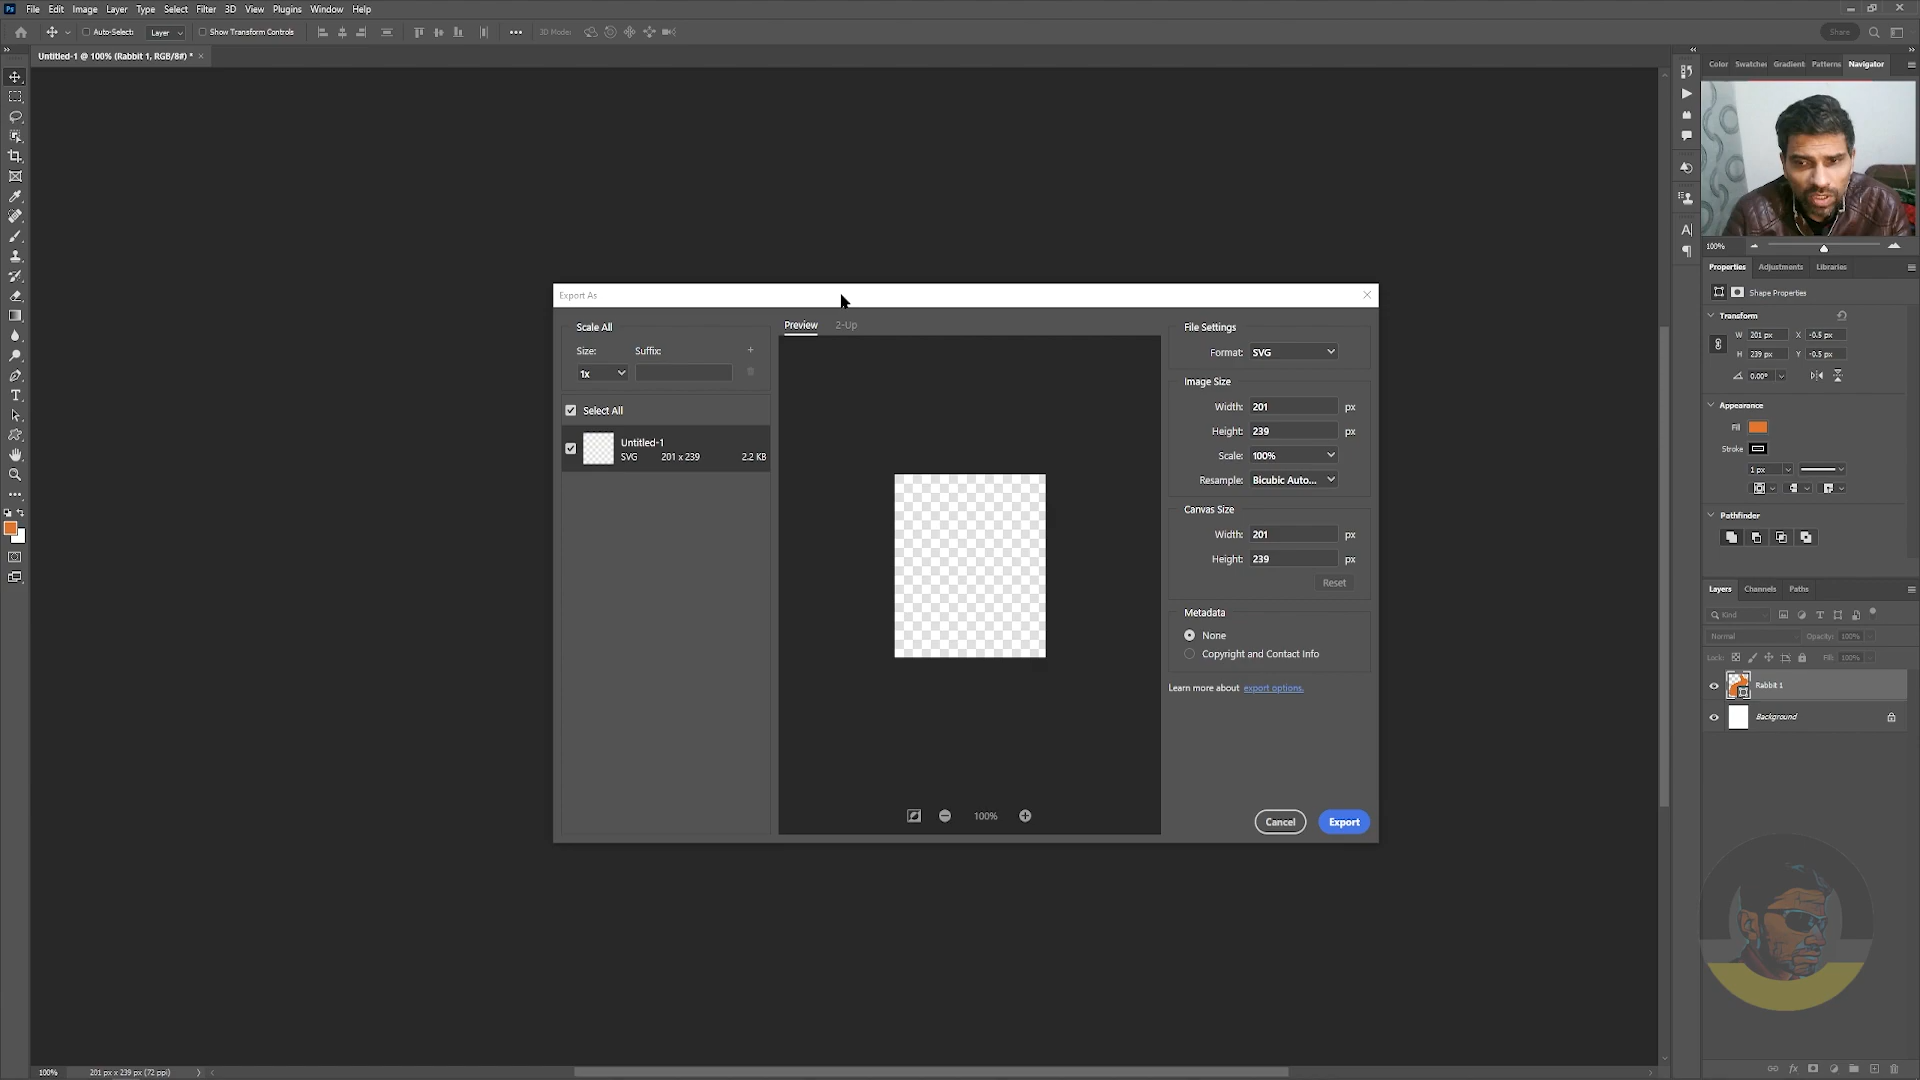 Ps File Edit Image Layer Type Select Filter 3D View Plugins Window Help
Auto-Select: Layer Show Transform Controls 3D Mode: Share
Untitled-1 @ 100% (Rabbit 1, RGB/8#) *
Color Swatches Gradient Patterns Navigator
100%
Properties Adjustments Libraries
Shape Properties
Transform
W 201 px X -0.5 px
H 239 px Y -0.5 px
0.00°
Appearance
Fill
Stroke
1 px
Pathfinder
Layers Channels Paths
Kind
Normal Opacity: 100%
Lock: Fill: 100%
Rabbit 1
Background
Export As
Scale All
Size: Suffix: +
1x
Select All
Untitled-1
SVG 201 x 239 2.2 KB
Preview 2-Up
100%
File Settings
Format: SVG
Image Size
Width: 201 px
Height: 239 px
Scale: 100%
Resample: Bicubic Auto...
Canvas Size
Width: 201 px
Height: 239 px
Reset
Metadata
None
Copyright and Contact Info
Learn more about export options.
Cancel Export
100% 201 px x 239 px (72 ppi)